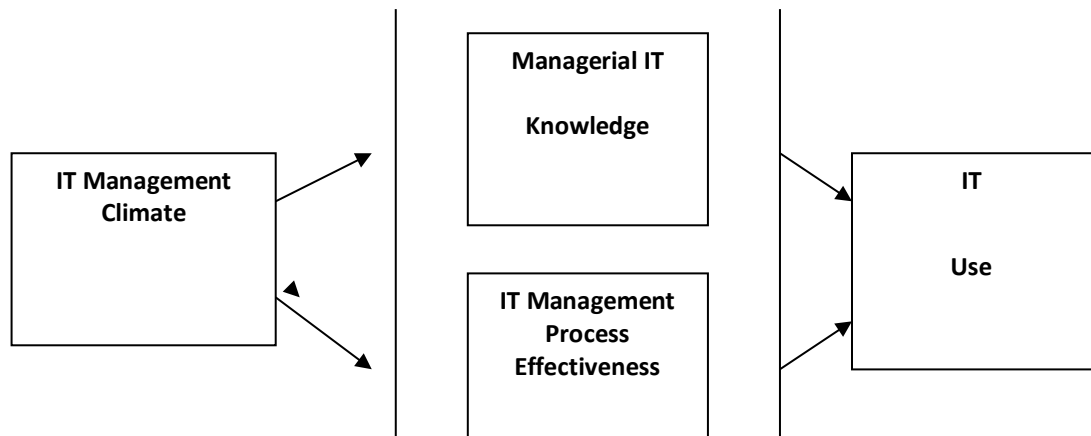 Managerial IT
Knowledge
IT Management
Climate
IT
Use
IT Management
Process
Effectiveness